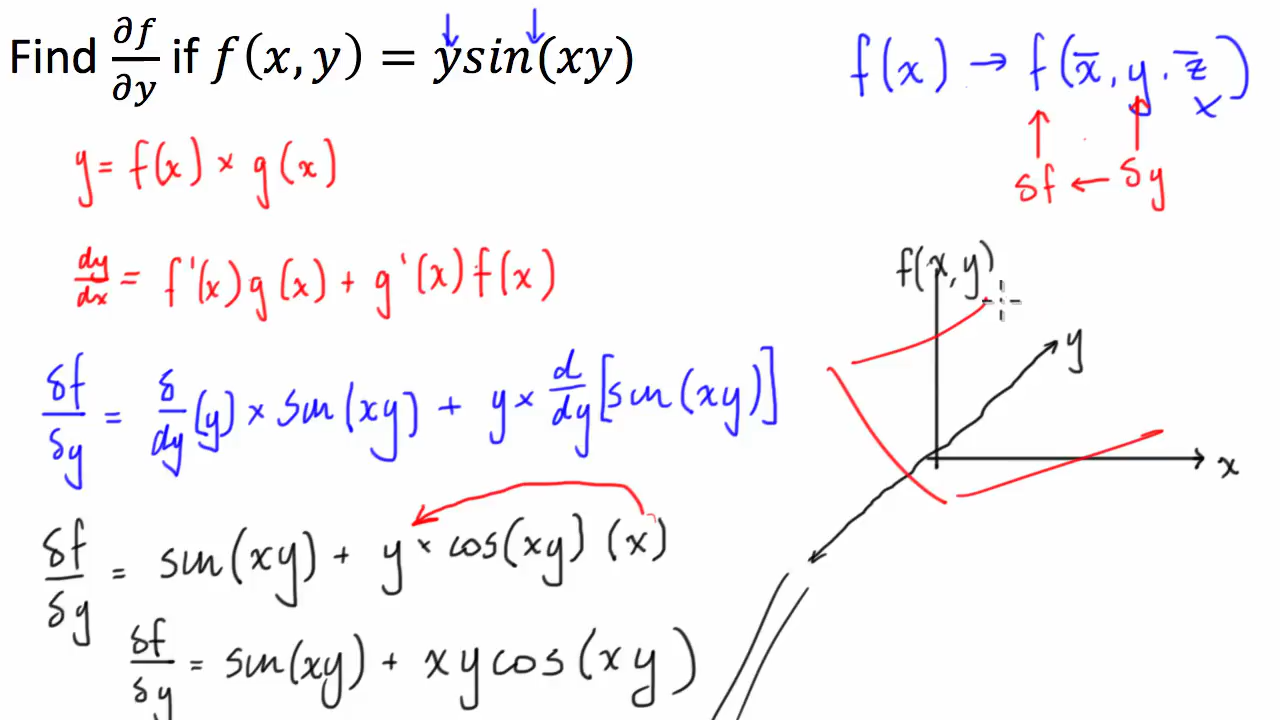 Find ∂f/∂y if f(x, y) = ysin(xy)
f(x) → f(x̄, y, z̄)
x
δf ← δy
y = f(x) × g(x)
dy/dx = f'(x)g(x) + g'(x)f(x)
δf/δy = δ/dy(y) × sin(xy) + y × d/dy[sin(xy)]
δf/δy = sin(xy) + y × cos(xy) (x)
δf/δy = sin(xy) + xycos(xy)
f(x,y)
y
x